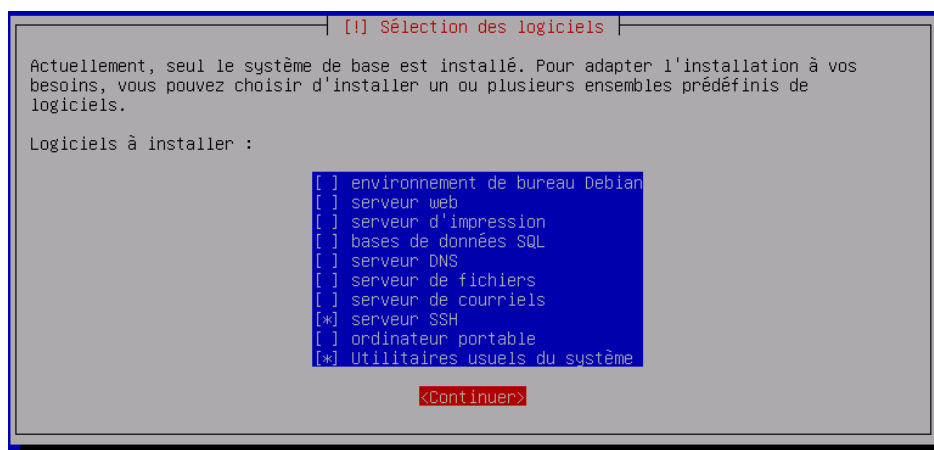 [!] Sélection des logiciels
Actuellement, seul le système de base est installé. Pour adapter l'installation à vos
besoins, vous pouvez choisir d'installer un ou plusieurs ensembles prédéfinis de
logiciels.
Logiciels à installer :
[ ] environnement de bureau Debian
[ ] serveur web
[ ] serveur d'impression
[ ] bases de données SQL
[ ] serveur DNS
[ ] serveur de fichiers
[ ] serveur de courriels
[*] serveur SSH
[ ] ordinateur portable
[*] Utilitaires usuels du système
<Continuer>